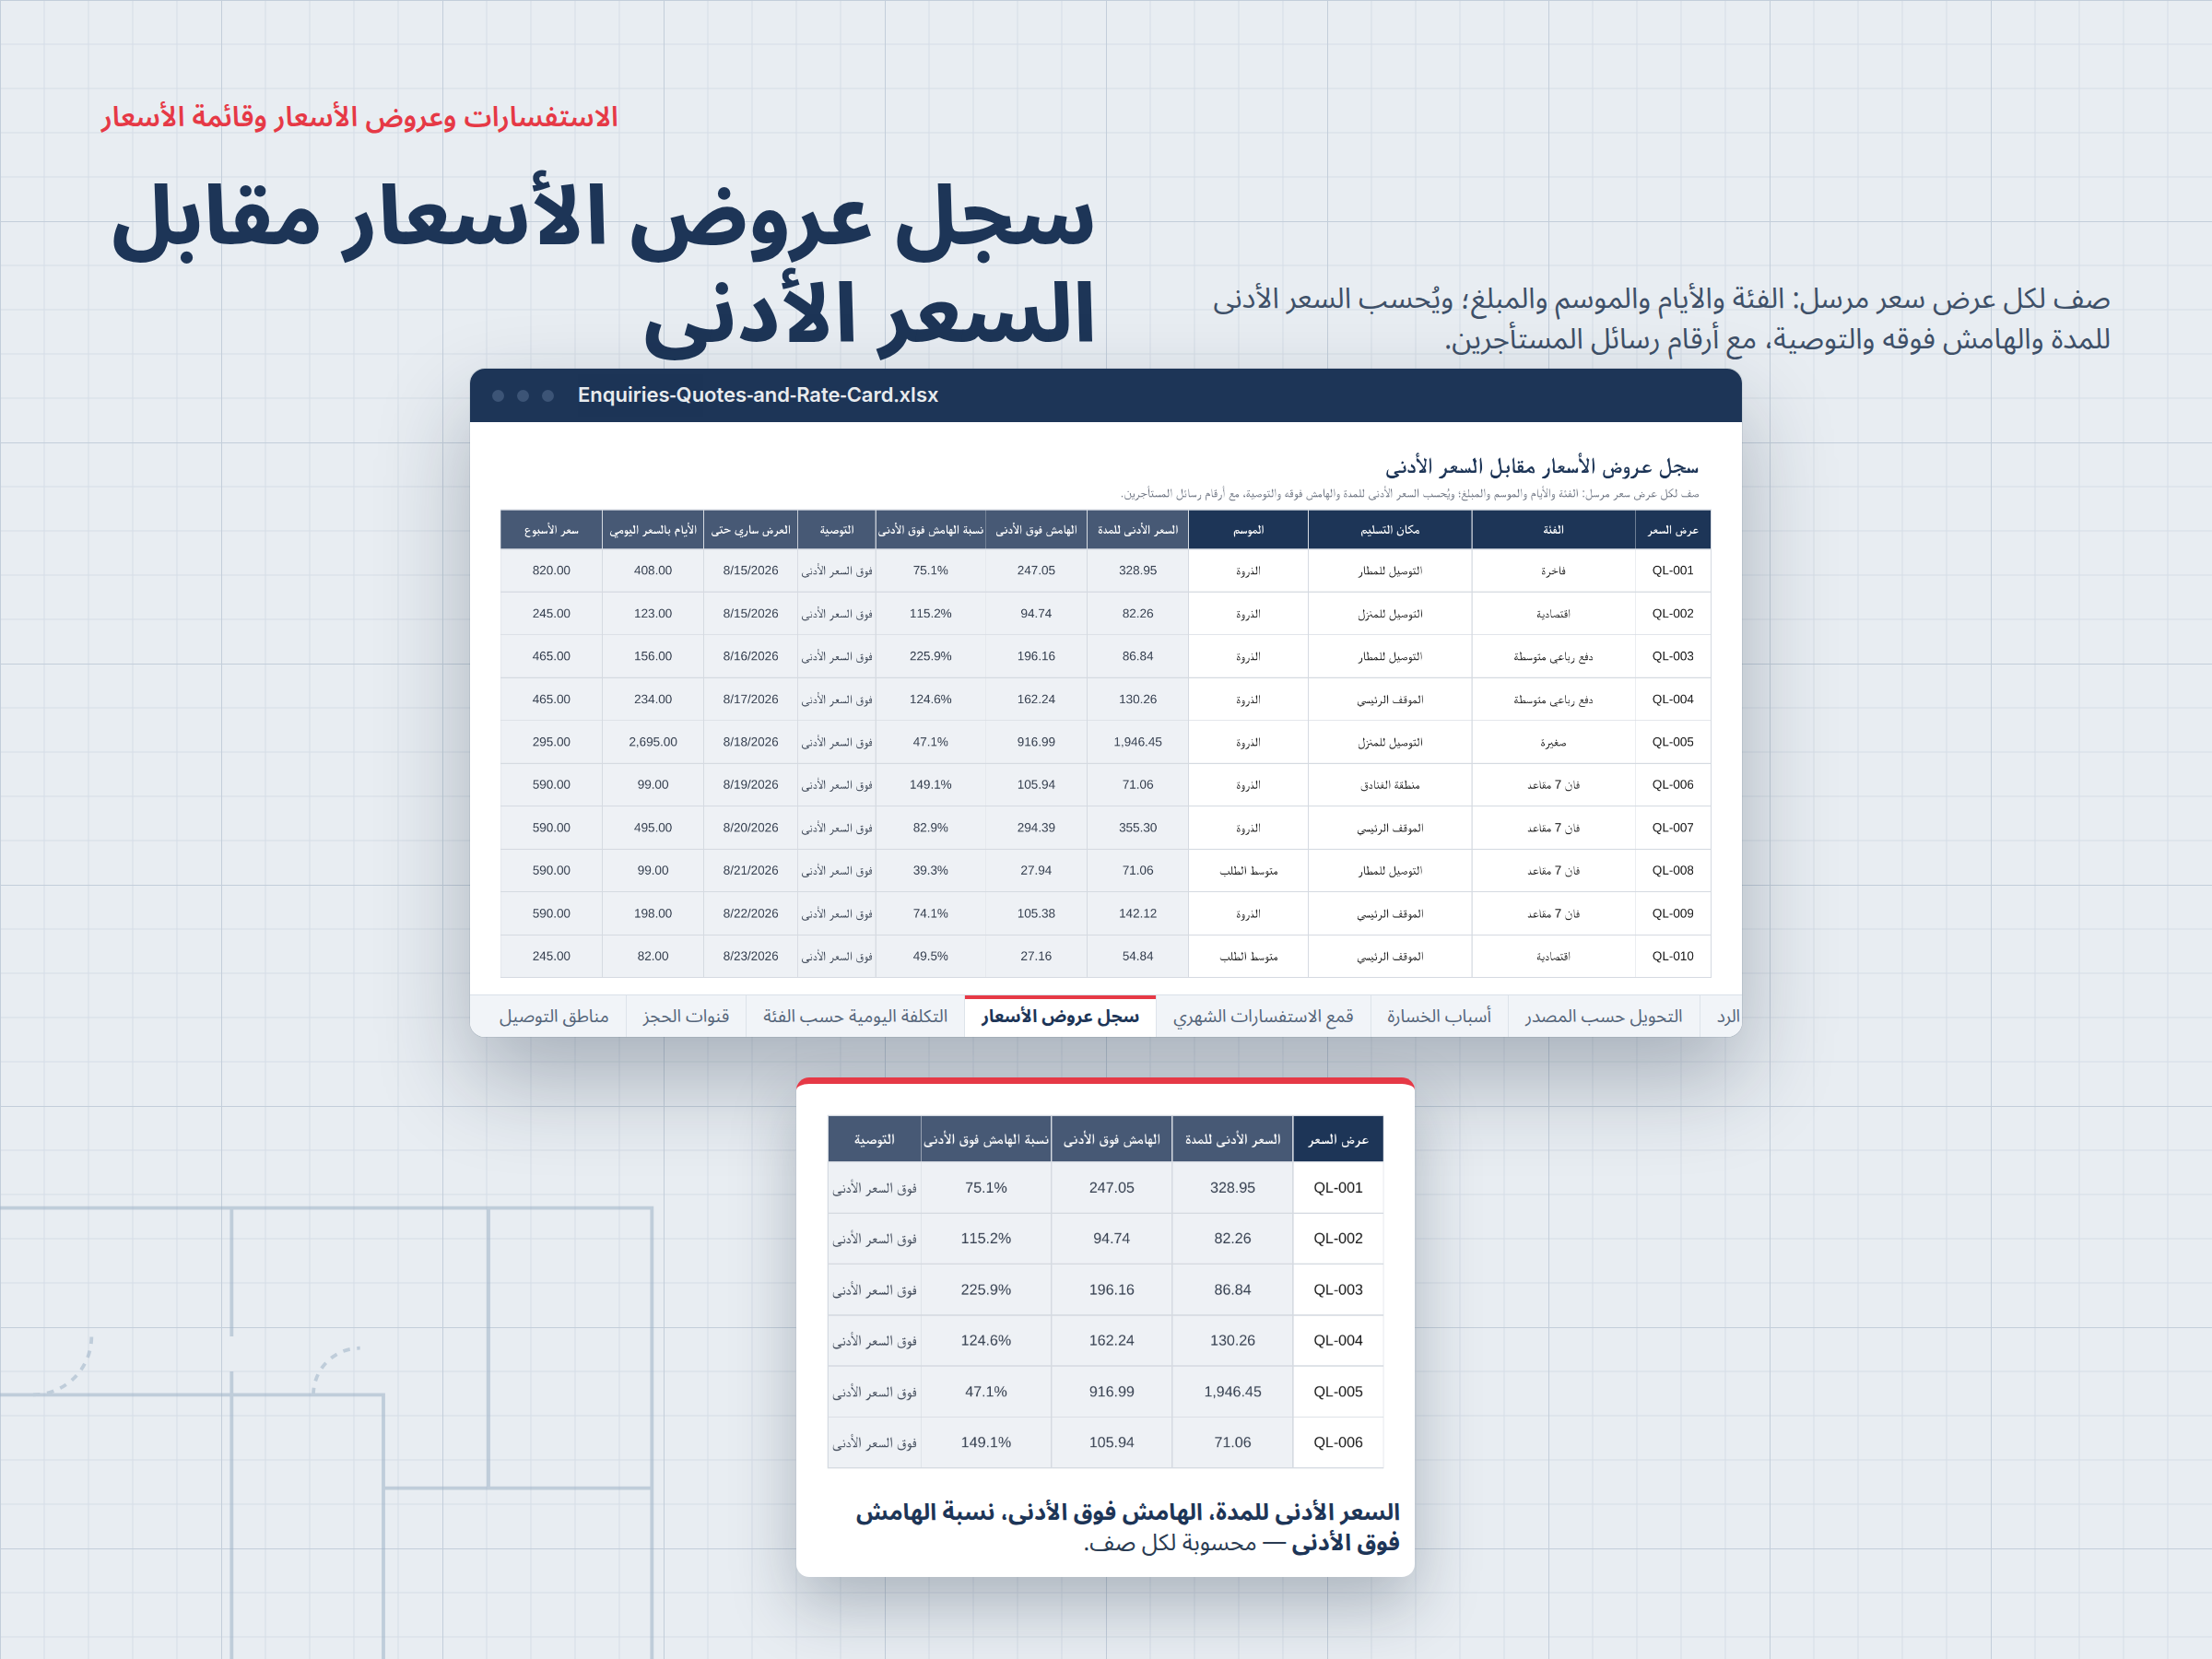 الاستفسارات وعروض الأسعار وقائمة الأسعار
سجل عروض الأسعار مقابل
السعر الأدنى
صف لكل عرض سعر مرسل: الفئة والأيام والموسم والمبلغ؛ ويُحسب السعر الأدنى
للمدة والهامش فوقه والتوصية، مع أرقام رسائل المستأجرين.
Enquiries-Quotes-and-Rate-Card.xlsx
سجل عروض الأسعار مقابل السعر الأدنى
صف لكل عرض سعر مرسل: الفئة والأيام والموسم والمبلغ؛ ويُحسب السعر الأدنى للمدة والهامش فوقه والتوصية، مع أرقام رسائل المستأجرين.
عرض السعر الفئة مكان التسليم الموسم السعر الأدنى للمدة الهامش فوق الأدنى نسبة الهامش فوق الأدنى التوصية العرض ساري حتى الأيام بالسعر اليومي سعر الأسبوع
QL-001 فاخرة التوصيل للمطار الذروة 328.95 247.05 75.1% فوق السعر الأدنى 8/15/2026 408.00 820.00
QL-002 اقتصادية التوصيل للمنزل الذروة 82.26 94.74 115.2% فوق السعر الأدنى 8/15/2026 123.00 245.00
QL-003 دفع رباعي متوسطة التوصيل للمطار الذروة 86.84 196.16 225.9% فوق السعر الأدنى 8/16/2026 156.00 465.00
QL-004 دفع رباعي متوسطة الموقف الرئيسي الذروة 130.26 162.24 124.6% فوق السعر الأدنى 8/17/2026 234.00 465.00
QL-005 صغيرة التوصيل للمنزل الذروة 1,946.45 916.99 47.1% فوق السعر الأدنى 8/18/2026 2,695.00 295.00
QL-006 فان 7 مقاعد منطقة الفنادق الذروة 71.06 105.94 149.1% فوق السعر الأدنى 8/19/2026 99.00 590.00
QL-007 فان 7 مقاعد الموقف الرئيسي الذروة 355.30 294.39 82.9% فوق السعر الأدنى 8/20/2026 495.00 590.00
QL-008 فان 7 مقاعد التوصيل للمطار متوسط الطلب 71.06 27.94 39.3% فوق السعر الأدنى 8/21/2026 99.00 590.00
QL-009 فان 7 مقاعد الموقف الرئيسي الذروة 142.12 105.38 74.1% فوق السعر الأدنى 8/22/2026 198.00 590.00
QL-010 اقتصادية الموقف الرئيسي متوسط الطلب 54.84 27.16 49.5% فوق السعر الأدنى 8/23/2026 82.00 245.00
الرد التحويل حسب المصدر أسباب الخسارة قمع الاستفسارات الشهري سجل عروض الأسعار التكلفة اليومية حسب الفئة قنوات الحجز مناطق التوصيل
عرض السعر السعر الأدنى للمدة الهامش فوق الأدنى نسبة الهامش فوق الأدنى التوصية
QL-001 328.95 247.05 75.1% فوق السعر الأدنى
QL-002 82.26 94.74 115.2% فوق السعر الأدنى
QL-003 86.84 196.16 225.9% فوق السعر الأدنى
QL-004 130.26 162.24 124.6% فوق السعر الأدنى
QL-005 1,946.45 916.99 47.1% فوق السعر الأدنى
QL-006 71.06 105.94 149.1% فوق السعر الأدنى
السعر الأدنى للمدة، الهامش فوق الأدنى، نسبة الهامش
فوق الأدنى — محسوبة لكل صف.